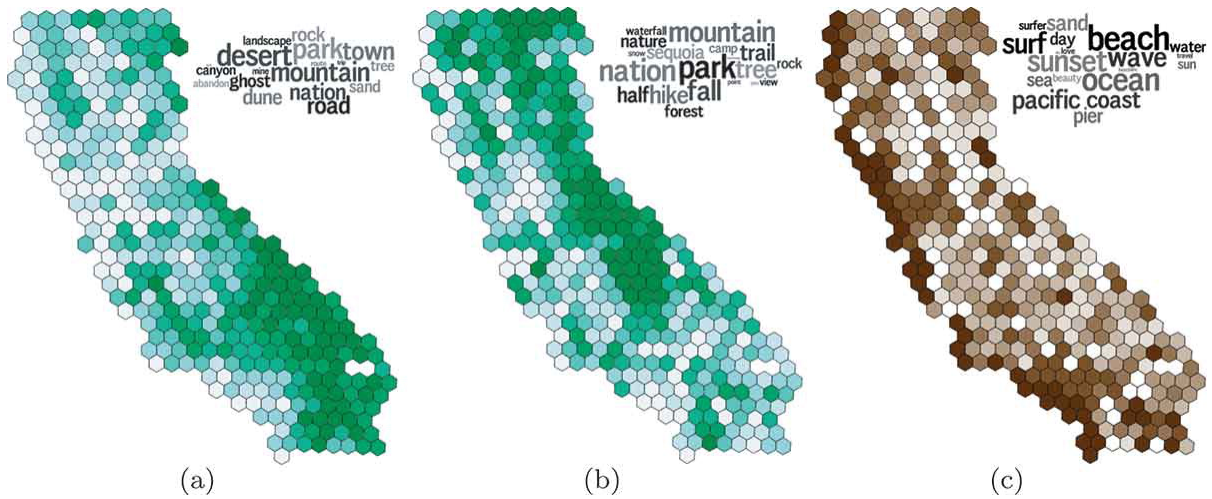 landscape rock
desert park town
canyon mine mountain tree
abandon ghost nation sand
dune road
waterfall mountain
nature snow sequoia camp trail
nation park tree rock
half hike fall point view
forest
surfer sand beach
surf day love wave water
sunset travel
sea beauty ocean sun
pacific coast
pier
(a) (b) (c)